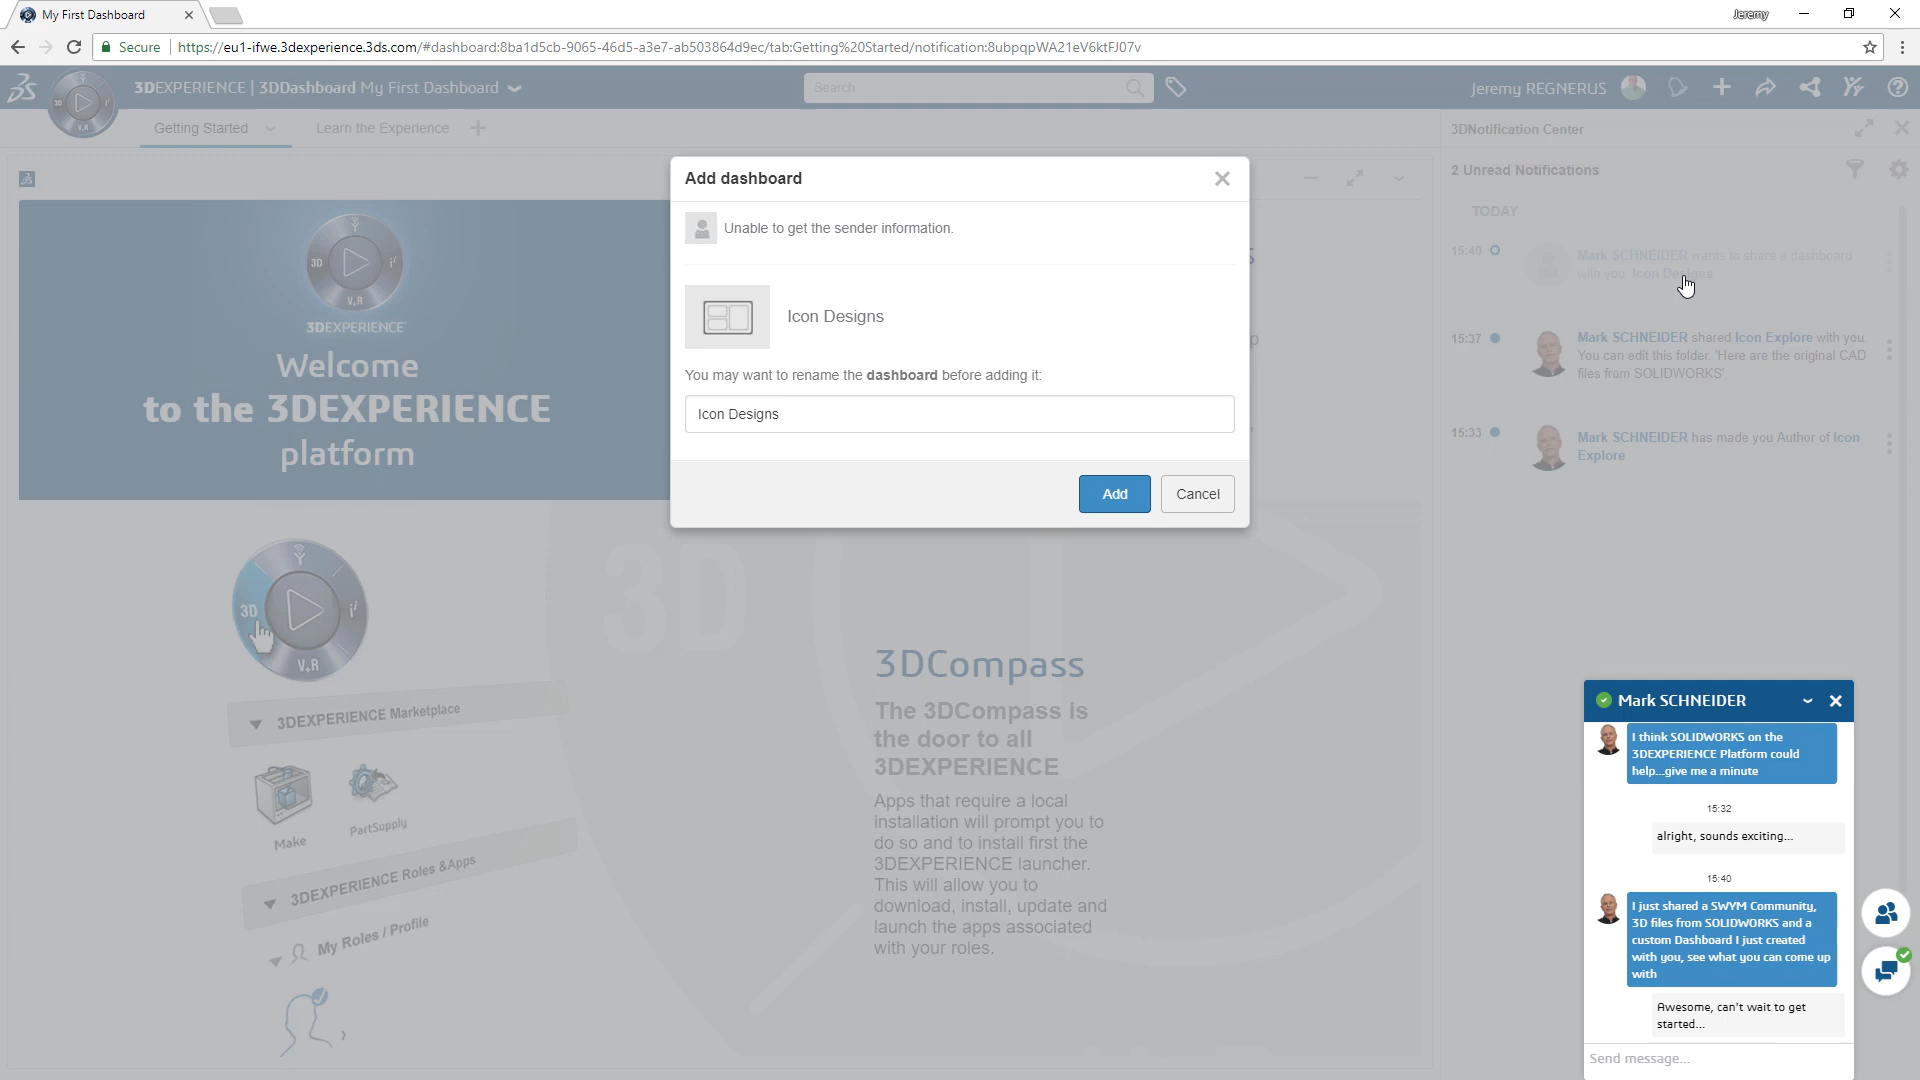 My First Dashboard
Jeremy
Secure
https://eu1-ifwe.3dexperience.3ds.com/#dashboard:8ba1d5cb-9065-46d5-a3e7-ab503864d9ec/tab:Getting%20Started/notification:8ubpqpWA21eV6ktFJ07v
3DEXPERIENCE | 3DDashboard My First Dashboard
Search
Jeremy REGNERUS
3D
V.R
Getting Started
Learn the Experience
3DNotification Center
2 Unread Notifications
TODAY
15:40
Mark SCHNEIDER wants to share a dashboard
with you Icon Designs
15:37
Mark SCHNEIDER shared Icon Explore with you.
You can edit this folder. 'Here are the original CAD
files from SOLIDWORKS'
15:33
Mark SCHNEIDER has made you Author of Icon
Explore
Add dashboard
Unable to get the sender information.
Icon Designs
You may want to rename the dashboard before adding it:
Icon Designs
Add
Cancel
3D
V,R
3DEXPERIENCE
Welcome
to the 3DEXPERIENCE
platform
3D
V+R
3DEXPERIENCE Marketplace
Make
PartSupply
3DEXPERIENCE Roles &Apps
My Roles / Profile
3D
3DCompass
The 3DCompass is
the door to all
3DEXPERIENCE
Apps that require a local
installation will prompt you to
do so and to install first the
3DEXPERIENCE launcher.
This will allow you to
download, install, update and
launch the apps associated
with your roles.
Mark SCHNEIDER
I think SOLIDWORKS on the
3DEXPERIENCE Platform could
help...give me a minute
15:32
alright, sounds exciting...
15:40
I just shared a SWYM Community,
3D files from SOLIDWORKS and a
custom Dashboard I just created
with you, see what you can come up
with
Awesome, can't wait to get
started...
Send message...